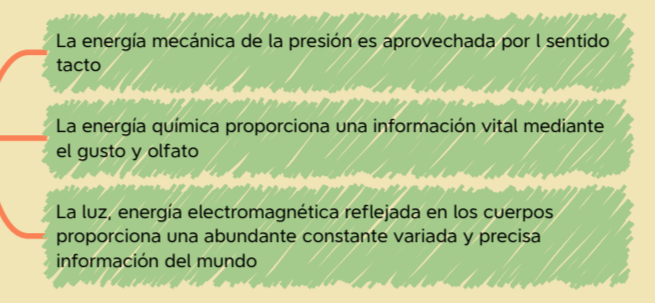 La energía mecánica de la presión es aprovechada por l sentido
tacto
La energía química proporciona una información vital mediante
el gusto y olfato
La luz, energía electromagnética reflejada en los cuerpos
proporciona una abundante constante variada y precisa
información del mundo